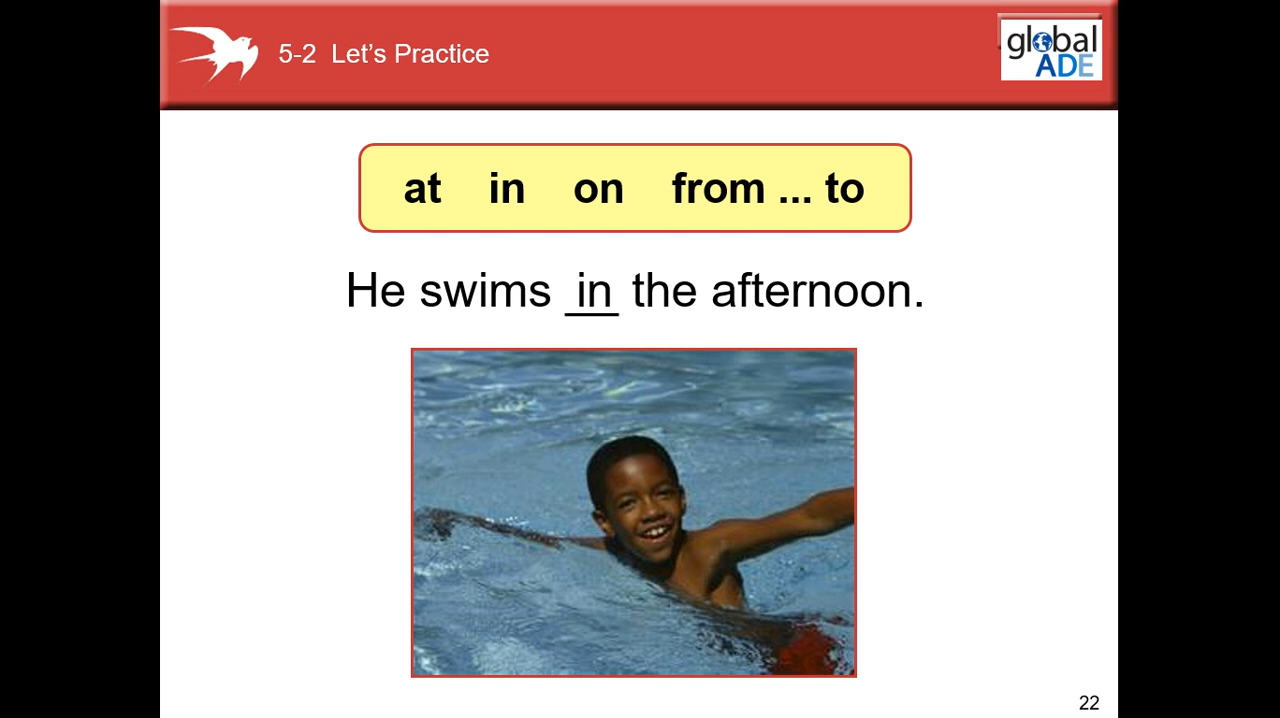 5-2 Let’s Practice
global
ADE
at in on from ... to
He swims in the afternoon.
22